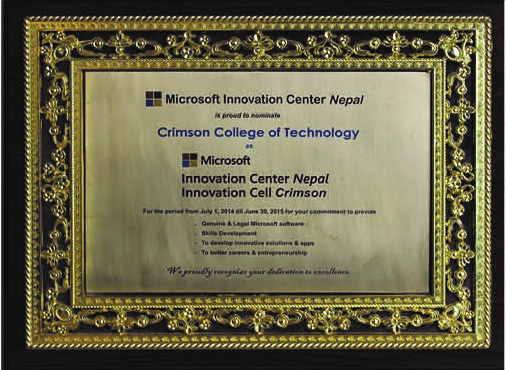 Microsoft Innovation Center Nepal
is proud to nominate
Crimson College of Technology
as
Microsoft
Innovation Center Nepal
Innovation Cell Crimson
For the period from July 1, 2014 till June 30, 2015 for your commitment to provide
- Genuine & Legal Microsoft software
- Skills Development
- To develop innovative solutions & apps
- To better careers & entrepreneurship
We proudly recognize your dedication to excellence.